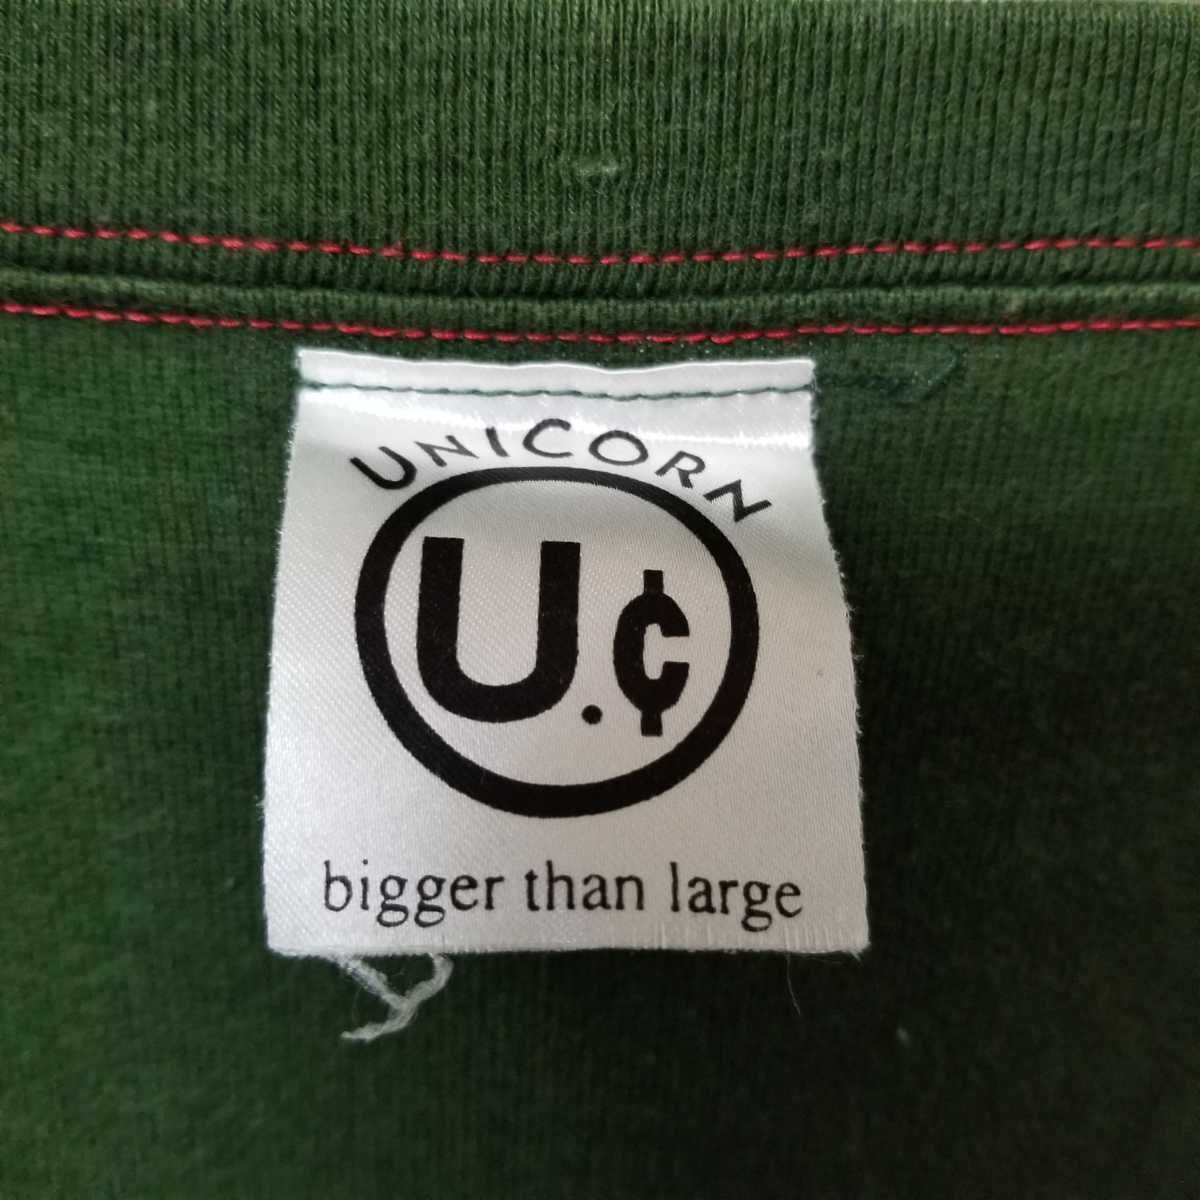 UNICORN
U.¢
bigger than large